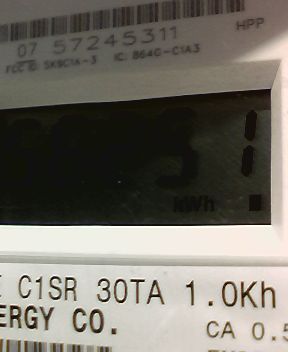 HPP
07 57245311
FCC ID: SK9C1A-3 IC: 864G-C1A3
kWh
C1SR 30TA 1.0Kh
ERGY CO.
CA 0.5